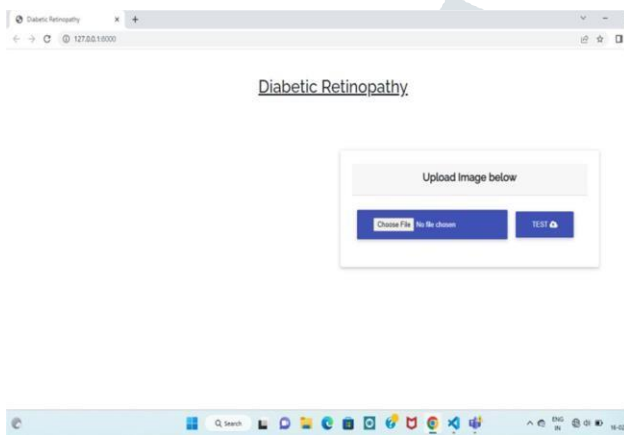 Diabetic Retinopathy
127.0.0.1:8000
Diabetic Retinopathy
Upload Image below
Choose File No file chosen
TEST
Search
ENG
IN